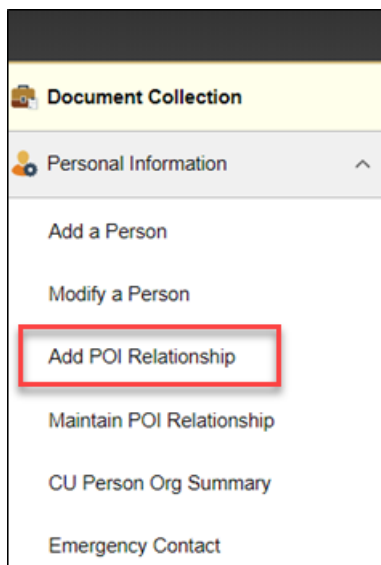 Document Collection
Personal Information
Add a Person
Modify a Person
Add POI Relationship
Maintain POI Relationship
CU Person Org Summary
Emergency Contact